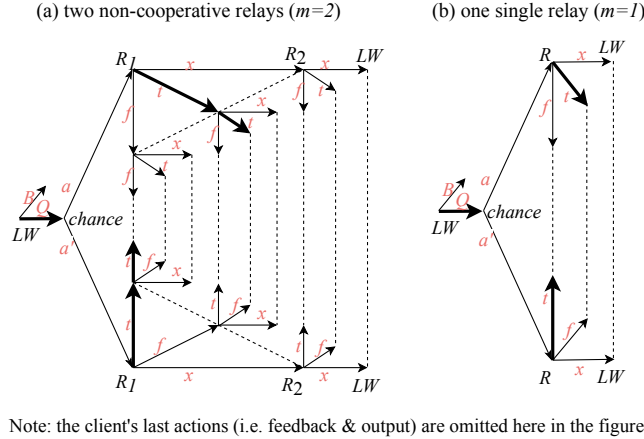 (a) two non-cooperative relays (m=2)
(b) one single relay (m=1)
R1 x R2 x LW
t f f t
x
f t
x
f t
x
B a
Q
chance
LW
a'
t f
x
t f
x
t
f
t f
x x
R1 R2 LW
R x LW
f t
B a
Q
chance
LW
a'
t f
x
R LW
Note: the client's last actions (i.e. feedback & output) are omitted here in the figure